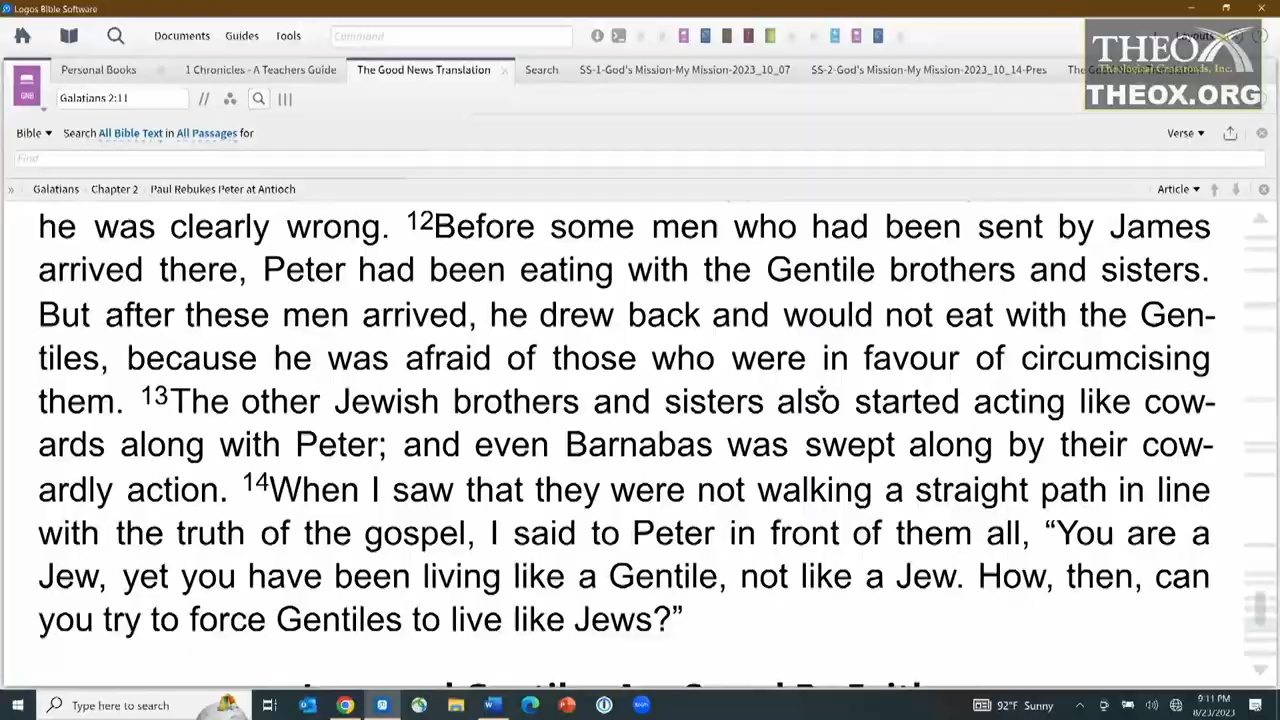 Logos Bible Software
Documents Guides Tools Command
THEOX
Theological Crossroads, Inc.
THEOX.ORG
Personal Books 1 Chronicles - A Teachers Guide The Good News Translation Search SS-1-God's Mission-My Mission-2023_10_07 SS-2-God's Mission-My Mission-2023_10_14-Pres
GNB Galatians 2:11
Bible Search All Bible Text in All Passages for Verse
Find
Galatians Chapter 2 Paul Rebukes Peter at Antioch Article
he was clearly wrong. 12Before some men who had been sent by James
arrived there, Peter had been eating with the Gentile brothers and sisters.
But after these men arrived, he drew back and would not eat with the Gen-
tiles, because he was afraid of those who were in favour of circumcising
them. 13The other Jewish brothers and sisters also started acting like cow-
ards along with Peter; and even Barnabas was swept along by their cow-
ardly action. 14When I saw that they were not walking a straight path in line
with the truth of the gospel, I said to Peter in front of them all, “You are a
Jew, yet you have been living like a Gentile, not like a Jew. How, then, can
you try to force Gentiles to live like Jews?”
Type here to search 92°F Sunny 9:11 PM
8/23/2023